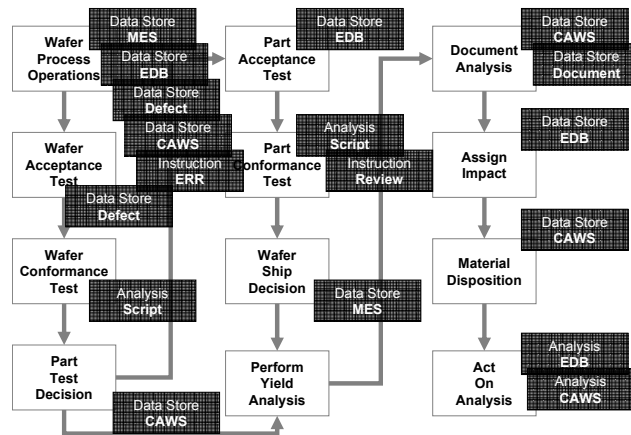 Wafer
Process
Operations
Data Store
MES
Data Store
EDB
Data Store
Defect
Data Store
CAWS
Instruction
ERR
Wafer
Acceptance
Test
Data Store
Defect
Wafer
Conformance
Test
Analysis
Script
Part
Test
Decision
Data Store
CAWS
Part
Acceptance
Test
Data Store
EDB
Part
Conformance
Test
Analysis
Script
Instruction
Review
Wafer
Ship
Decision
Data Store
MES
Perform
Yield
Analysis
Document
Analysis
Data Store
CAWS
Data Store
Document
Assign
Impact
Data Store
EDB
Material
Disposition
Data Store
CAWS
Act
On
Analysis
Analysis
EDB
Analysis
CAWS